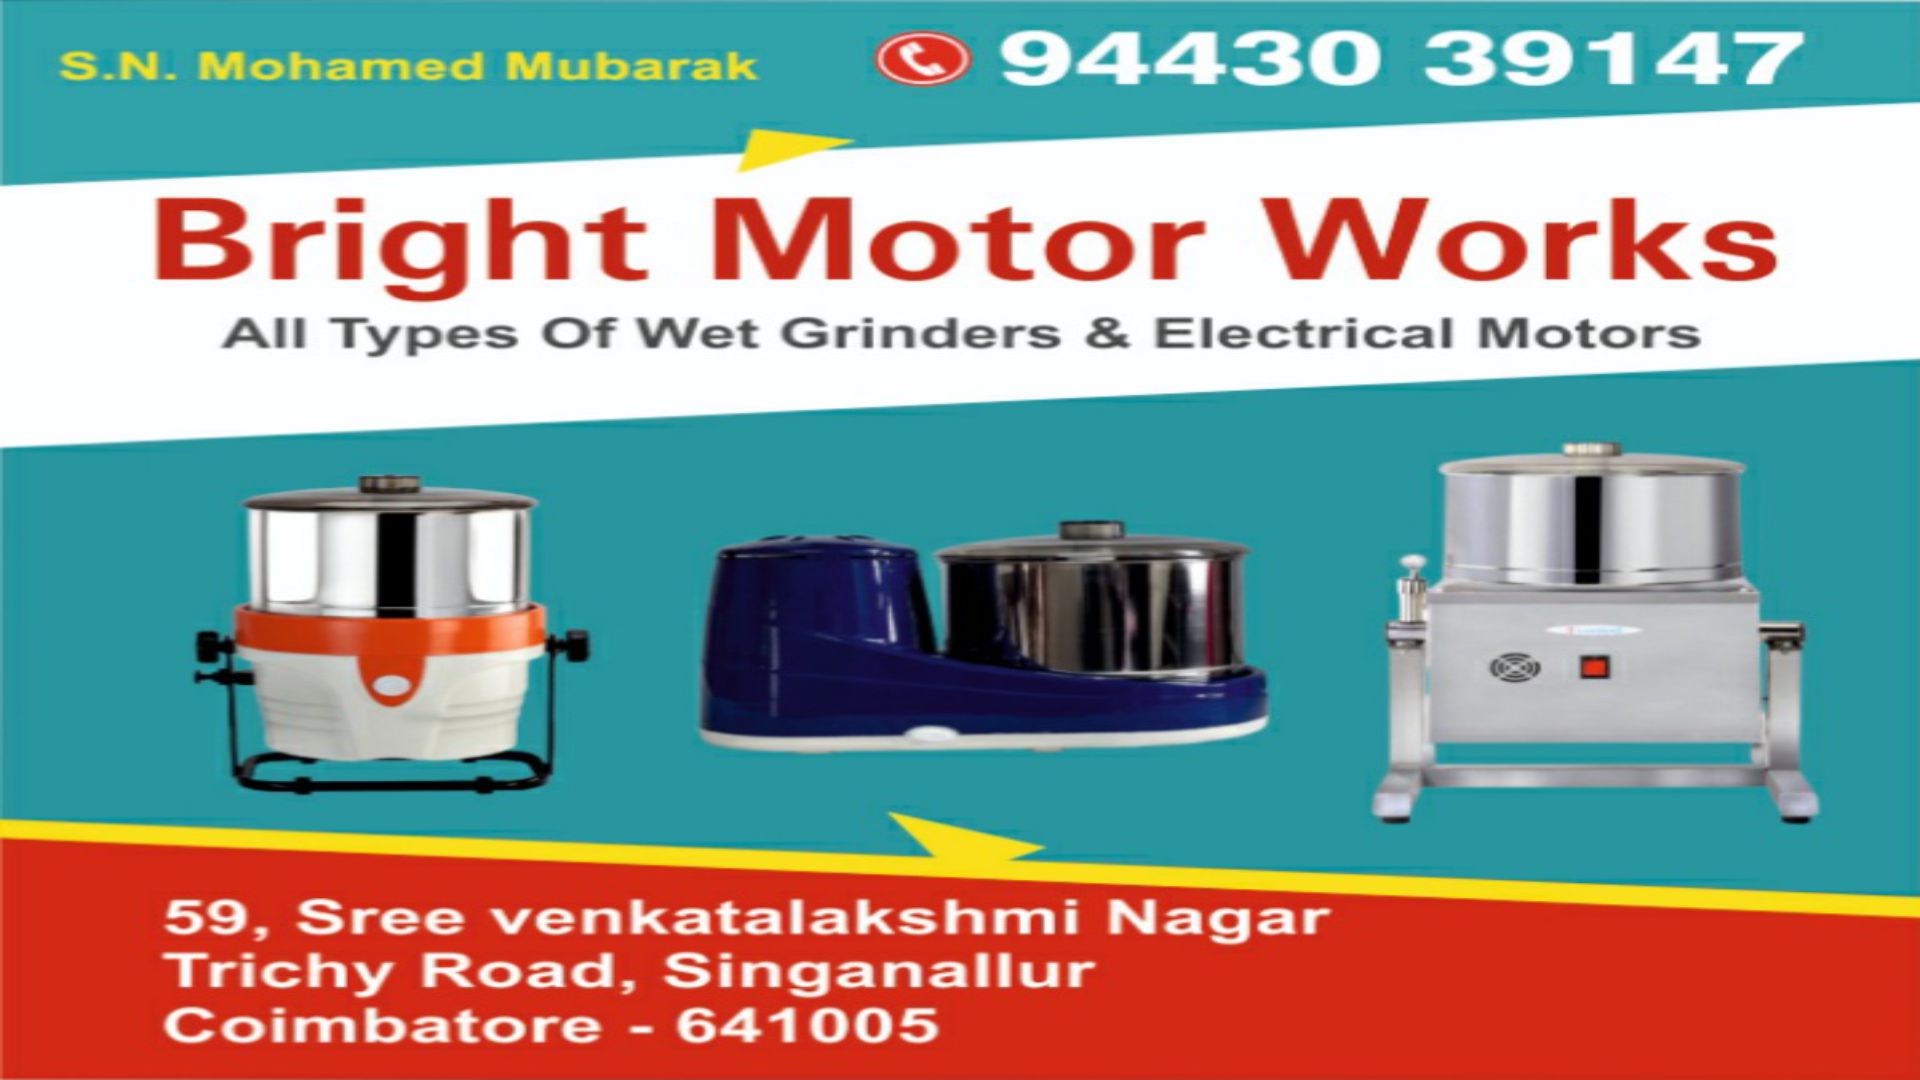 S.N. Mohamed Mubarak 94430 39147
Bright Motor Works
All Types Of Wet Grinders & Electrical Motors
59, Sree venkatalakshmi Nagar
Trichy Road, Singanallur
Coimbatore - 641005